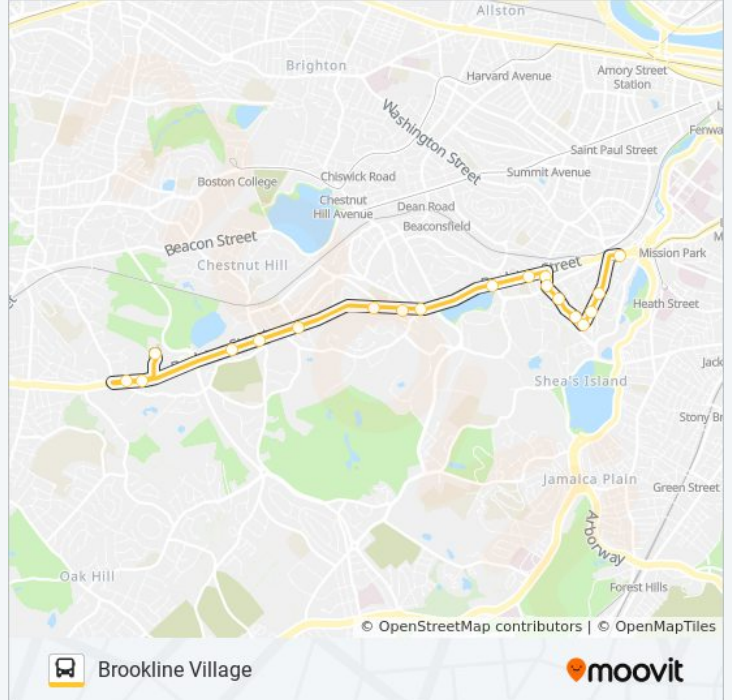 Allston
Brighton
Harvard Avenue
Amory Street
Station
Washington Street
Fenwa
Saint Paul Street
Boston College
Chiswick Road
Summit Avenue
Chestnut
Hill Avenue
Dean Road
Beaconsfield
Beacon Street
Chestnut Hill
Street
Mission Park
Heath Street
Shea's Island
Jack
Stony Br
Jamaica Plain
Green Street
Arborway
Oak Hill
Forest Hills
© OpenStreetMap contributors | © OpenMapTiles
Brookline Village
moovit